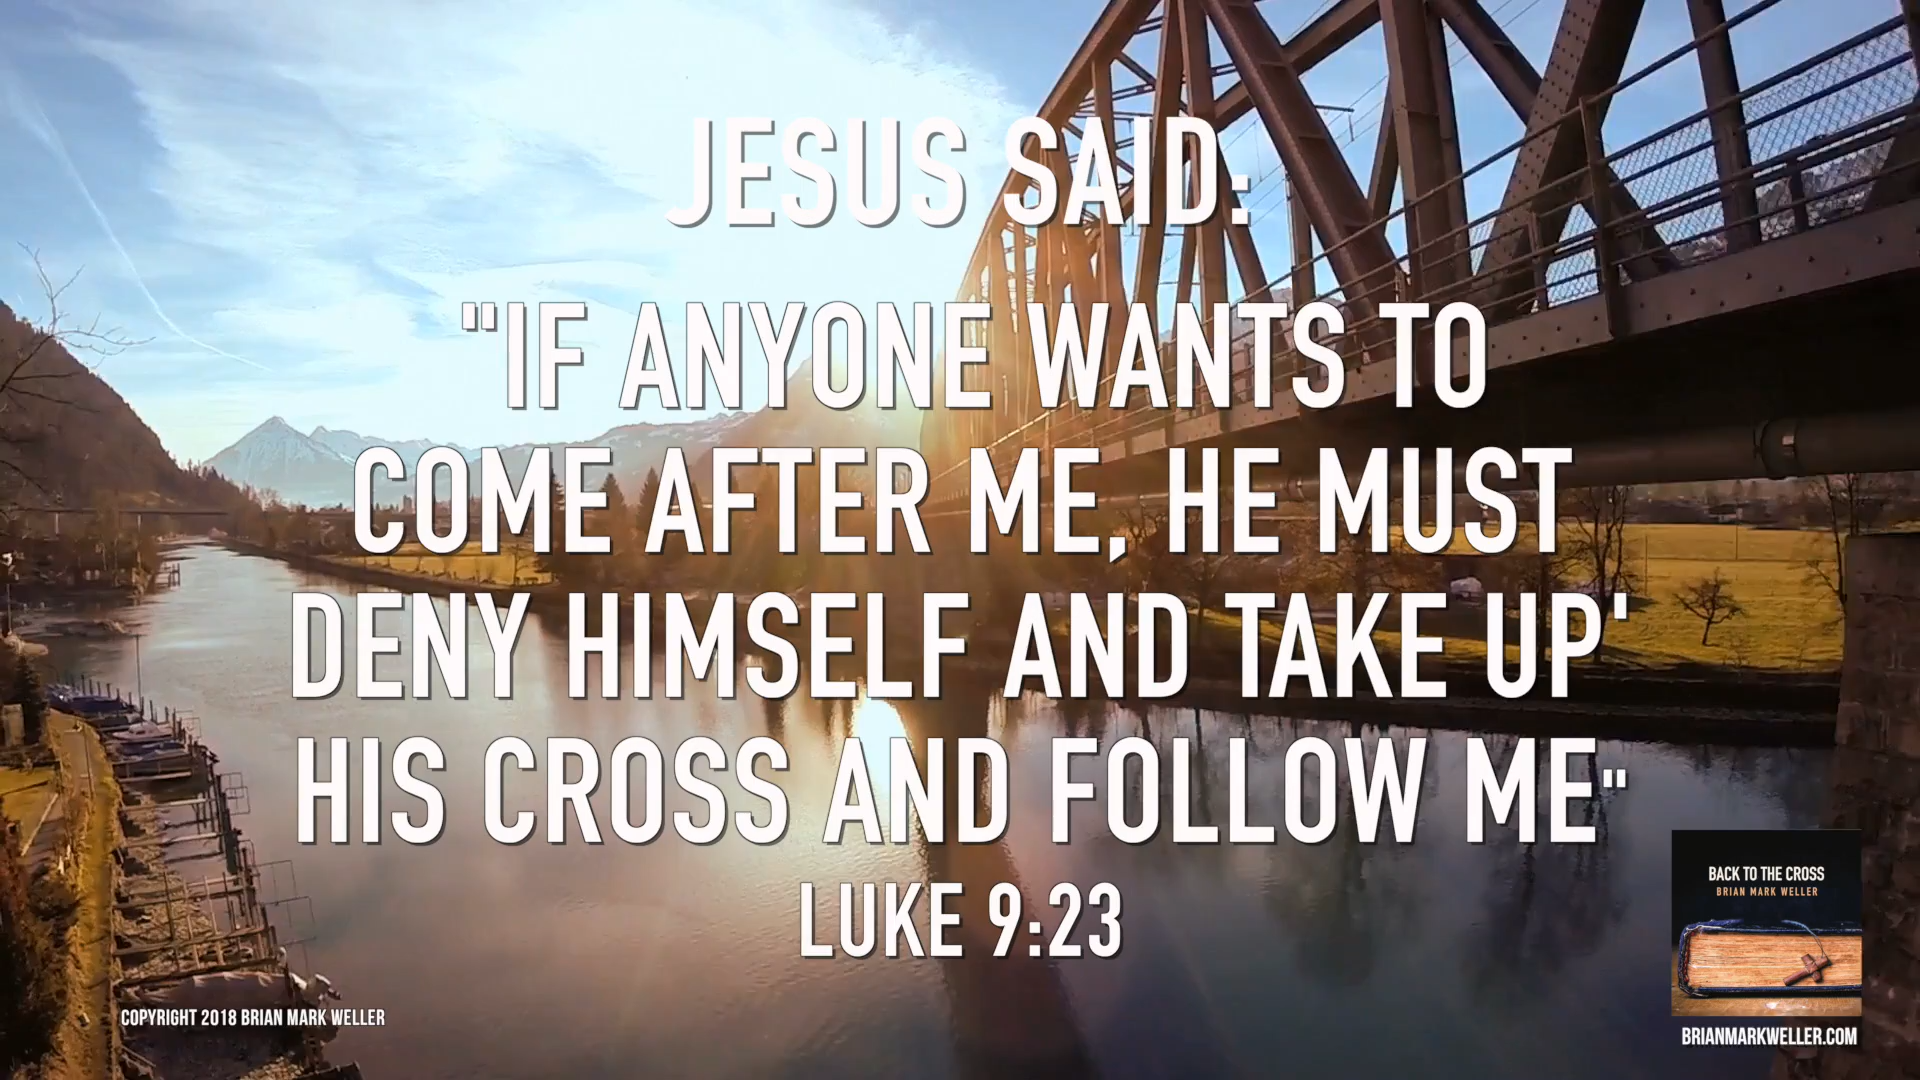 JESUS SAID:
"IF ANYONE WANTS TO
COME AFTER ME, HE MUST
DENY HIMSELF AND TAKE UP'
HIS CROSS AND FOLLOW ME"
LUKE 9:23
BACK TO THE CROSS
BRIAN MARK WELLER
COPYRIGHT 2018 BRIAN MARK WELLER
BRIANMARKWELLER.COM